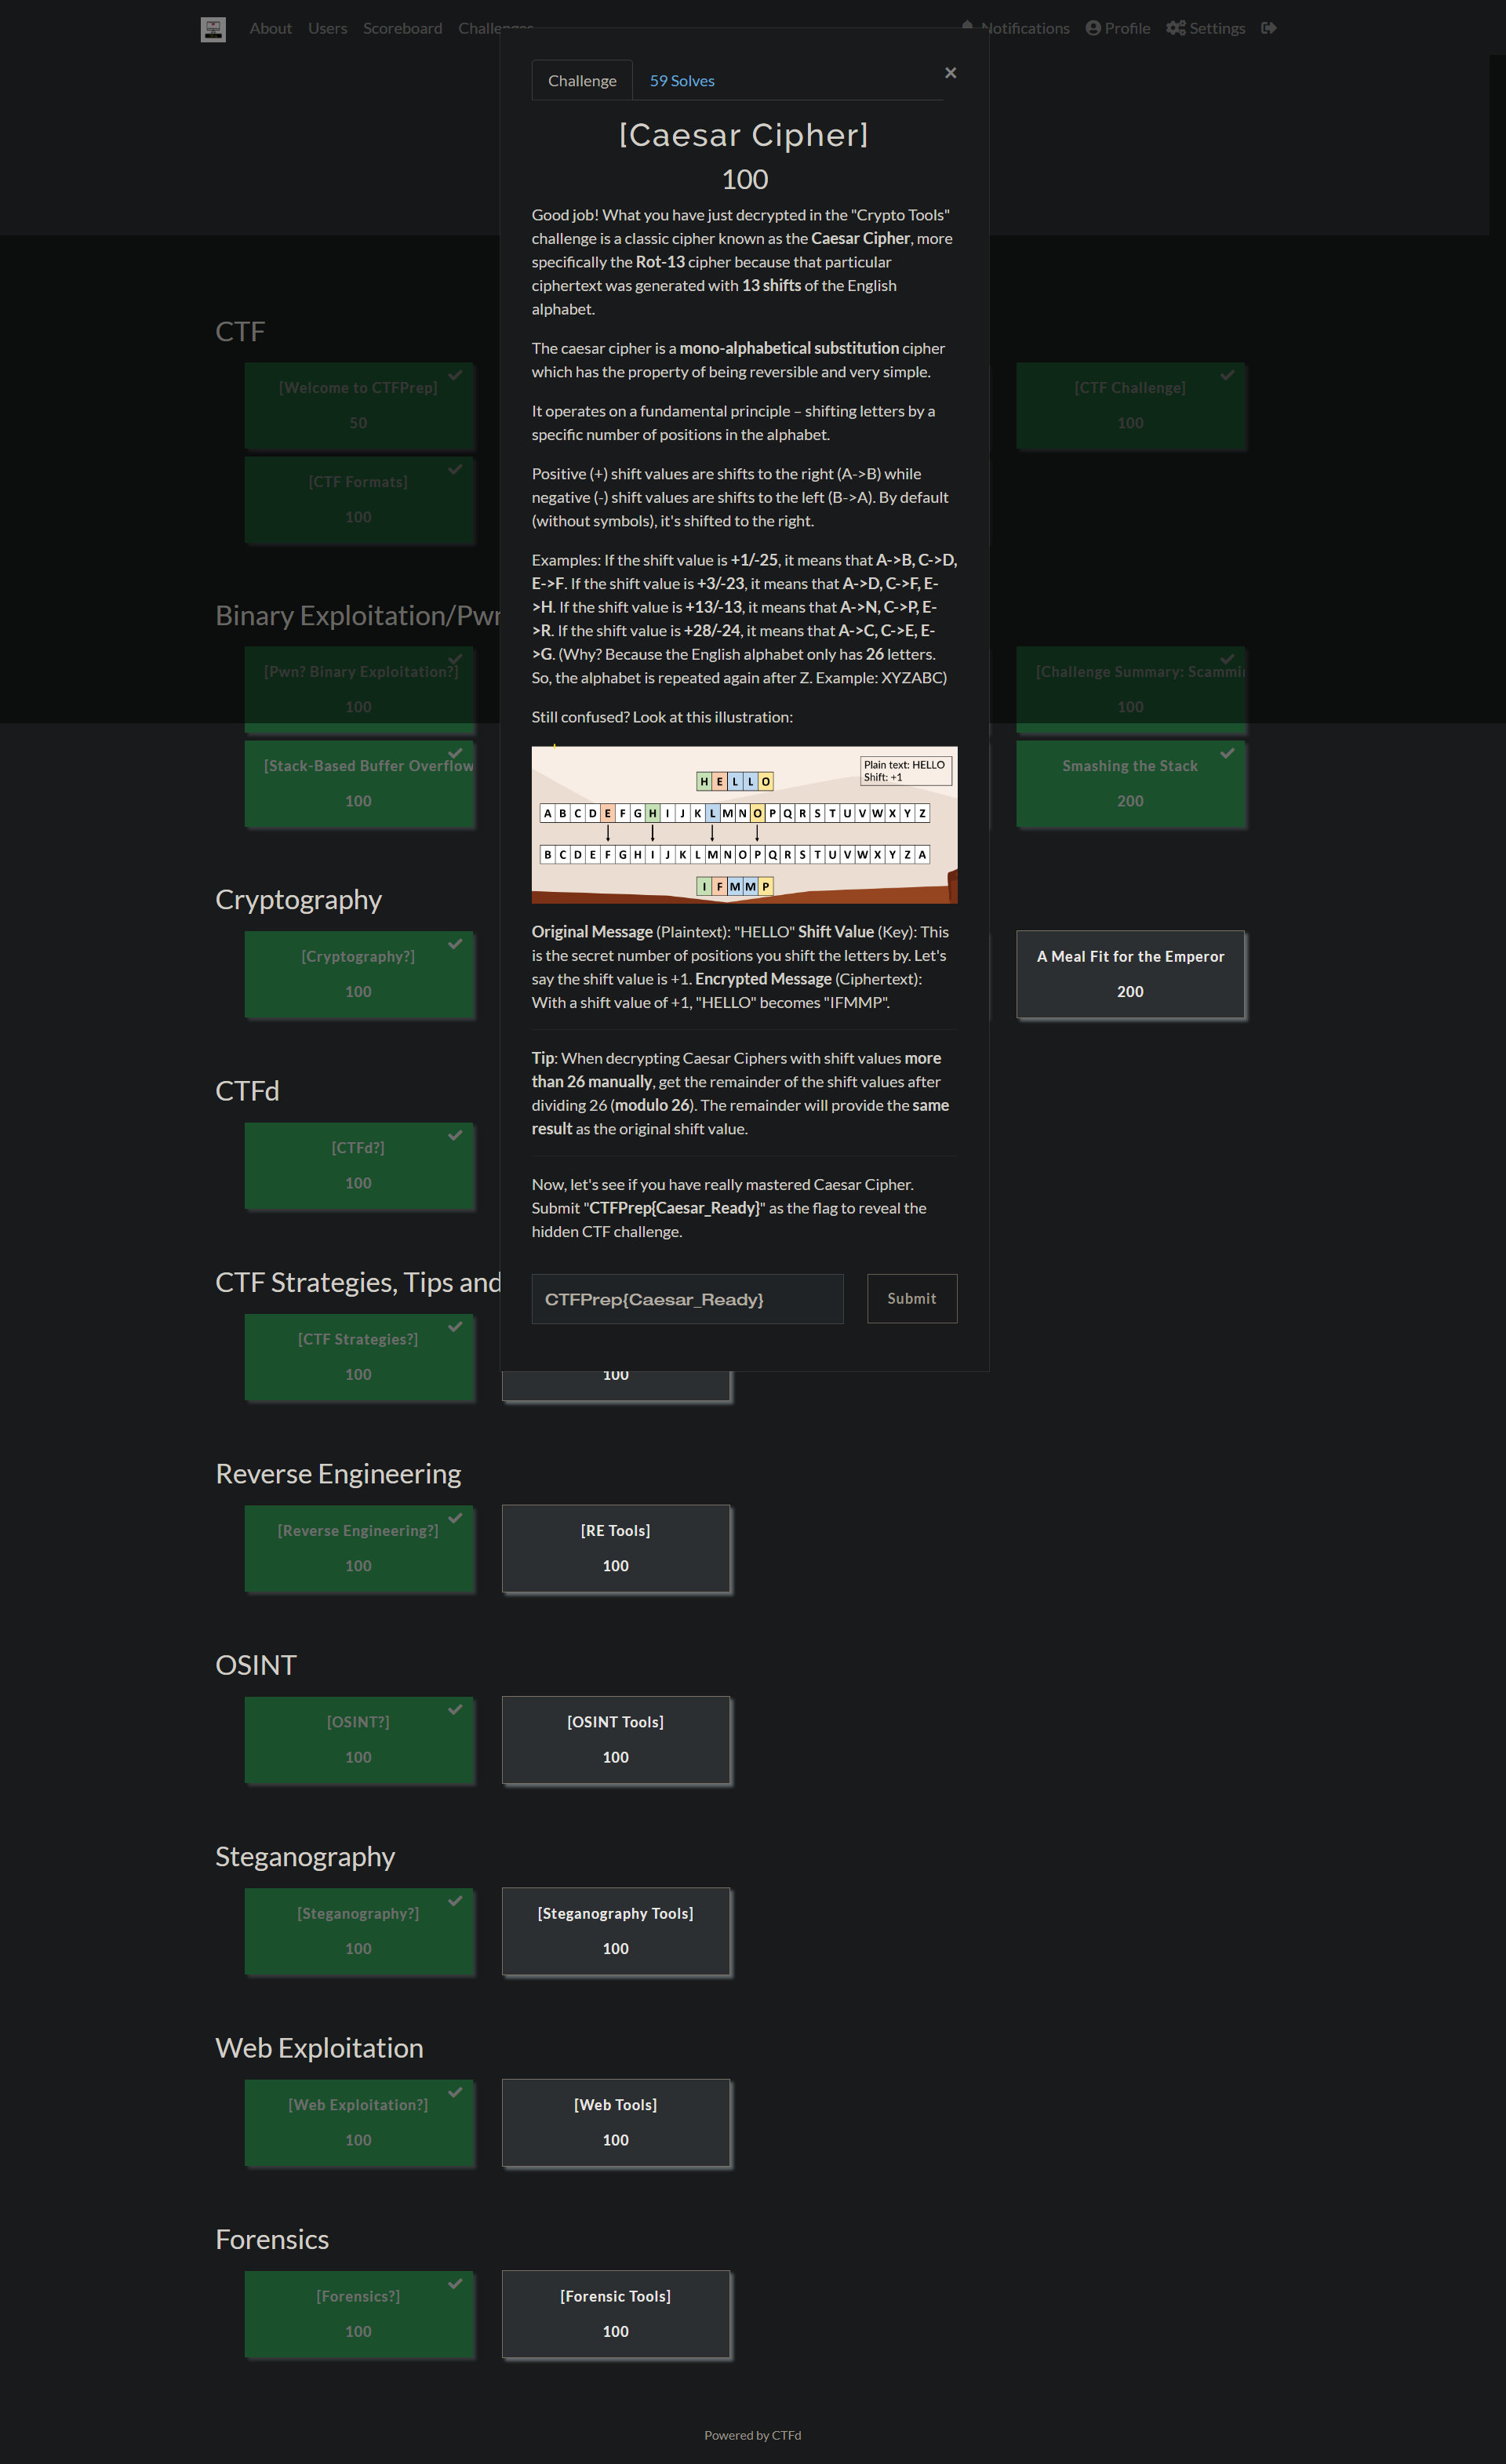 About Users Scoreboard Challenges
Notifications Profile Settings
Challenge 59 Solves ×
[Caesar Cipher]
100
Good job! What you have just decrypted in the "Crypto Tools"
challenge is a classic cipher known as the Caesar Cipher, more
specifically the Rot-13 cipher because that particular
ciphertext was generated with 13 shifts of the English
alphabet.
The caesar cipher is a mono-alphabetical substitution cipher
which has the property of being reversible and very simple.
It operates on a fundamental principle – shifting letters by a
specific number of positions in the alphabet.
Positive (+) shift values are shifts to the right (A->B) while
negative (-) shift values are shifts to the left (B->A). By default
(without symbols), it's shifted to the right.
Examples: If the shift value is +1/-25, it means that A->B, C->D,
E->F. If the shift value is +3/-23, it means that A->D, C->F, E-
>H. If the shift value is +13/-13, it means that A->N, C->P, E-
>R. If the shift value is +28/-24, it means that A->C, C->E, E-
>G. (Why? Because the English alphabet only has 26 letters.
So, the alphabet is repeated again after Z. Example: XYZABC)
Still confused? Look at this illustration:
Plain text: HELLO
Shift: +1
H E L L O
A B C D E F G H I J K L M N O P Q R S T U V W X Y Z
B C D E F G H I J K L M N O P Q R S T U V W X Y Z A
I F M M P
Original Message (Plaintext): "HELLO" Shift Value (Key): This
is the secret number of positions you shift the letters by. Let's
say the shift value is +1. Encrypted Message (Ciphertext):
With a shift value of +1, "HELLO" becomes "IFMMP".
Tip: When decrypting Caesar Ciphers with shift values more
than 26 manually, get the remainder of the shift values after
dividing 26 (modulo 26). The remainder will provide the same
result as the original shift value.
Now, let's see if you have really mastered Caesar Cipher.
Submit "CTFPrep{Caesar_Ready}" as the flag to reveal the
hidden CTF challenge.
CTFPrep{Caesar_Ready} Submit
CTF
[Welcome to CTFPrep]
50
[CTF Challenge]
100
[CTF Formats]
100
Binary Exploitation/Pwn
[Pwn? Binary Exploitation?]
100
[Challenge Summary: Scammin
100
[Stack-Based Buffer Overflow
100
Smashing the Stack
200
Cryptography
[Cryptography?]
100
A Meal Fit for the Emperor
200
CTFd
[CTFd?]
100
CTF Strategies, Tips and
[CTF Strategies?]
100
100
Reverse Engineering
[Reverse Engineering?]
100
[RE Tools]
100
OSINT
[OSINT?]
100
[OSINT Tools]
100
Steganography
[Steganography?]
100
[Steganography Tools]
100
Web Exploitation
[Web Exploitation?]
100
[Web Tools]
100
Forensics
[Forensics?]
100
[Forensic Tools]
100
Powered by CTFd